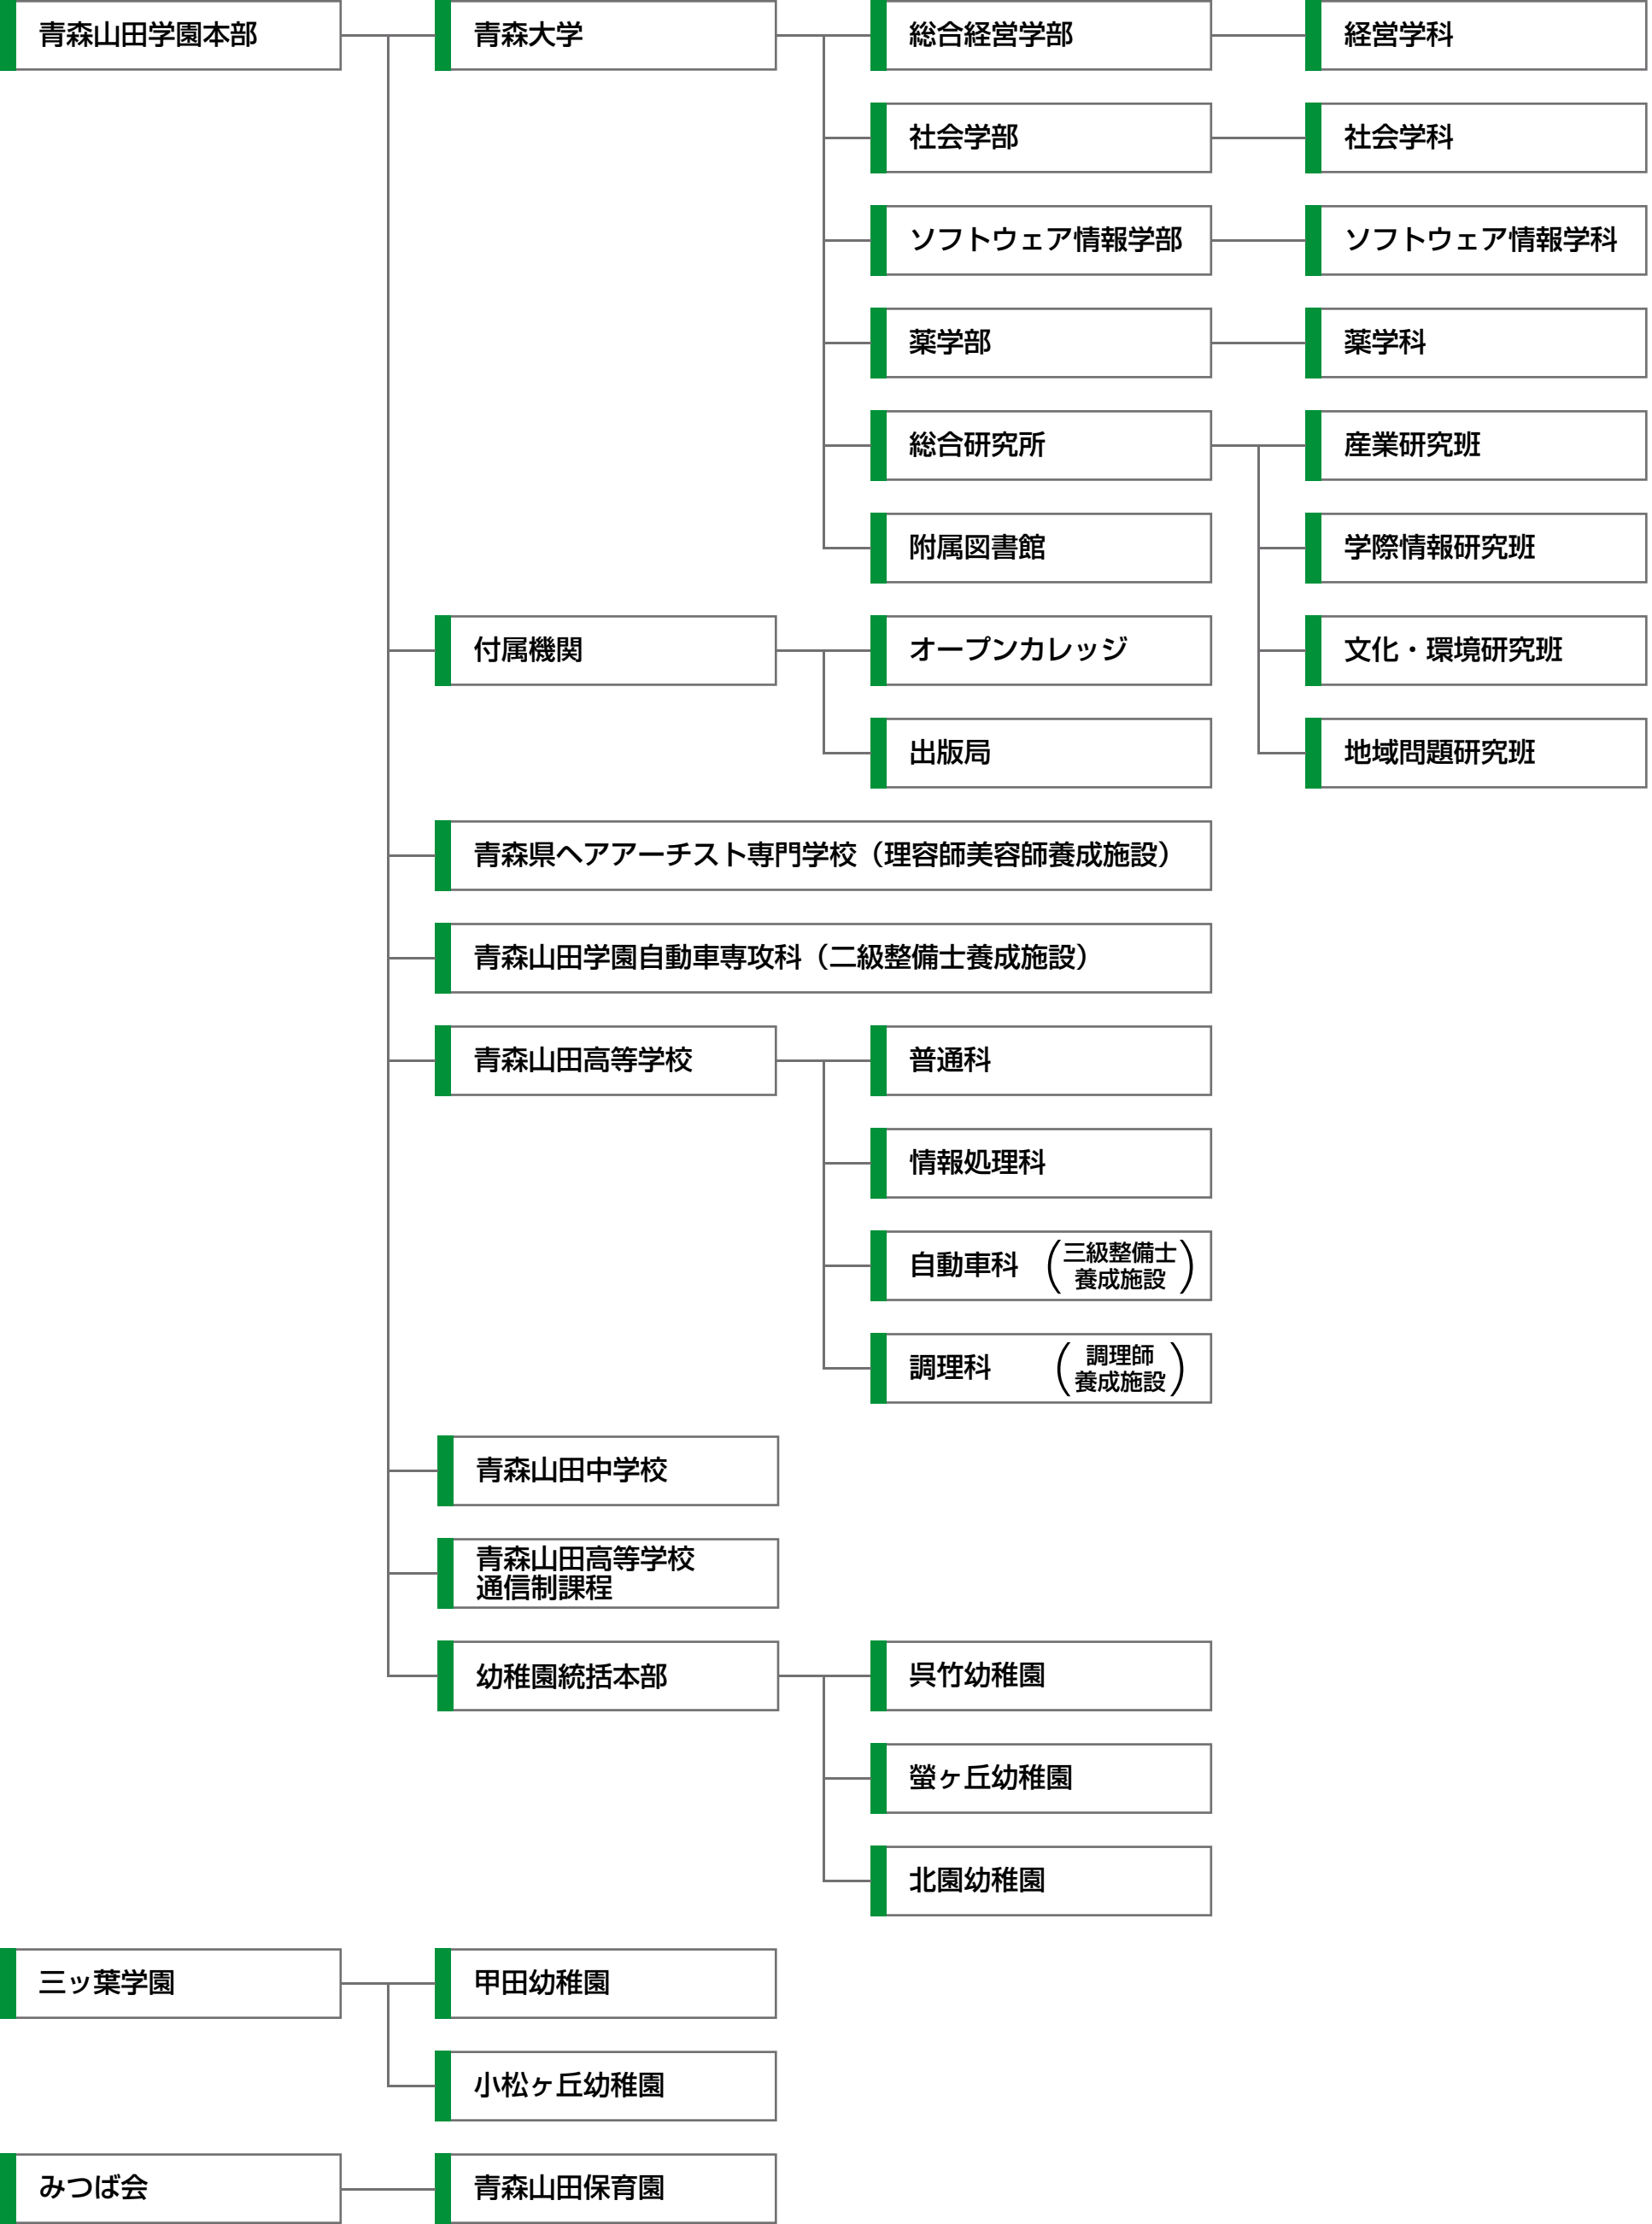 青森山田学園本部
青森大学
総合経営学部
経営学科
社会学部
社会学科
ソフトウェア情報学部
ソフトウェア情報学科
薬学部
薬学科
総合研究所
産業研究班
附属図書館
学際情報研究班
付属機関
オープンカレッジ
文化・環境研究班
出版局
地域問題研究班
青森県ヘアアーチスト専門学校（理容師美容師養成施設）
青森山田学園自動車専攻科（二級整備士養成施設）
青森山田高等学校
普通科
情報処理科
自動車科（三級整備士
養成施設）
調理科（調理師
養成施設）
青森山田中学校
青森山田高等学校
通信制課程
幼稚園統括本部
呉竹幼稚園
螢ヶ丘幼稚園
北園幼稚園
三ッ葉学園
甲田幼稚園
小松ヶ丘幼稚園
みつば会
青森山田保育園